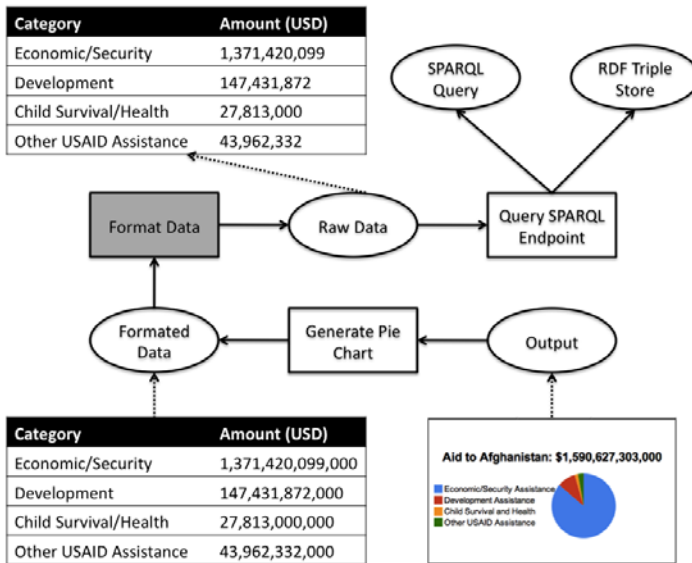 Category Amount (USD)
Economic/Security 1,371,420,099
Development 147,431,872
Child Survival/Health 27,813,000
Other USAID Assistance 43,962,332
SPARQL
Query
RDF Triple
Store
Format Data
Raw Data
Query SPARQL
Endpoint
Formated
Data
Generate Pie
Chart
Output
Category Amount (USD)
Economic/Security 1,371,420,099,000
Development 147,431,872,000
Child Survival/Health 27,813,000,000
Other USAID Assistance 43,962,332,000
Aid to Afghanistan: $1,590,627,303,000
Economic/Security Assistance
Development Assistance
Child Survival and Health
Other USAID Assistance